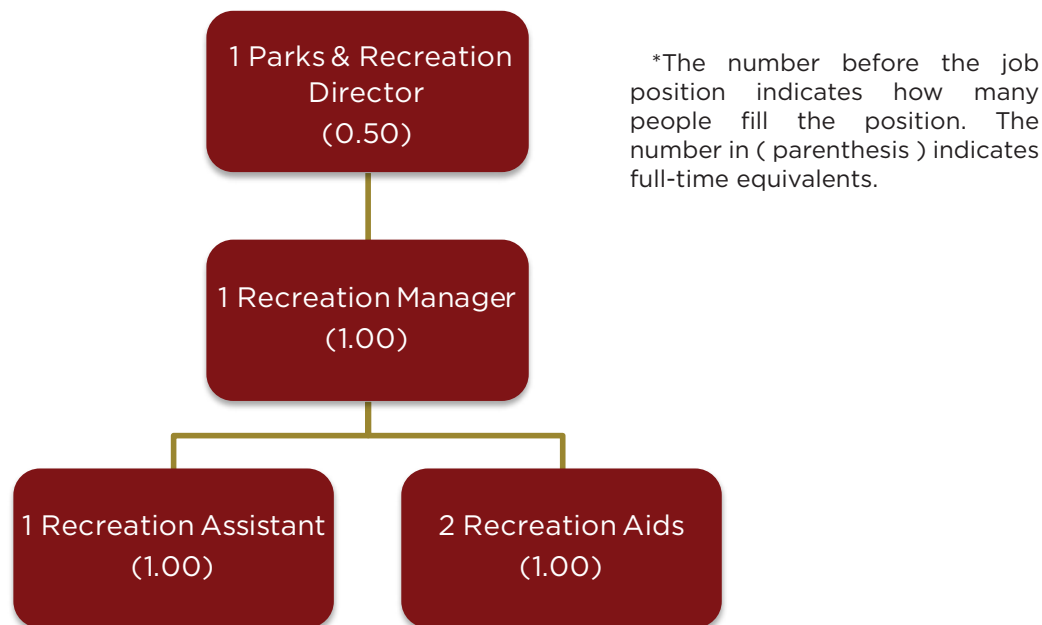 1 Parks & Recreation
Director
(0.50)
*The number before the job
position indicates how many
people fill the position. The
number in ( parenthesis ) indicates
full-time equivalents.
1 Recreation Manager
(1.00)
1 Recreation Assistant
(1.00)
2 Recreation Aids
(1.00)